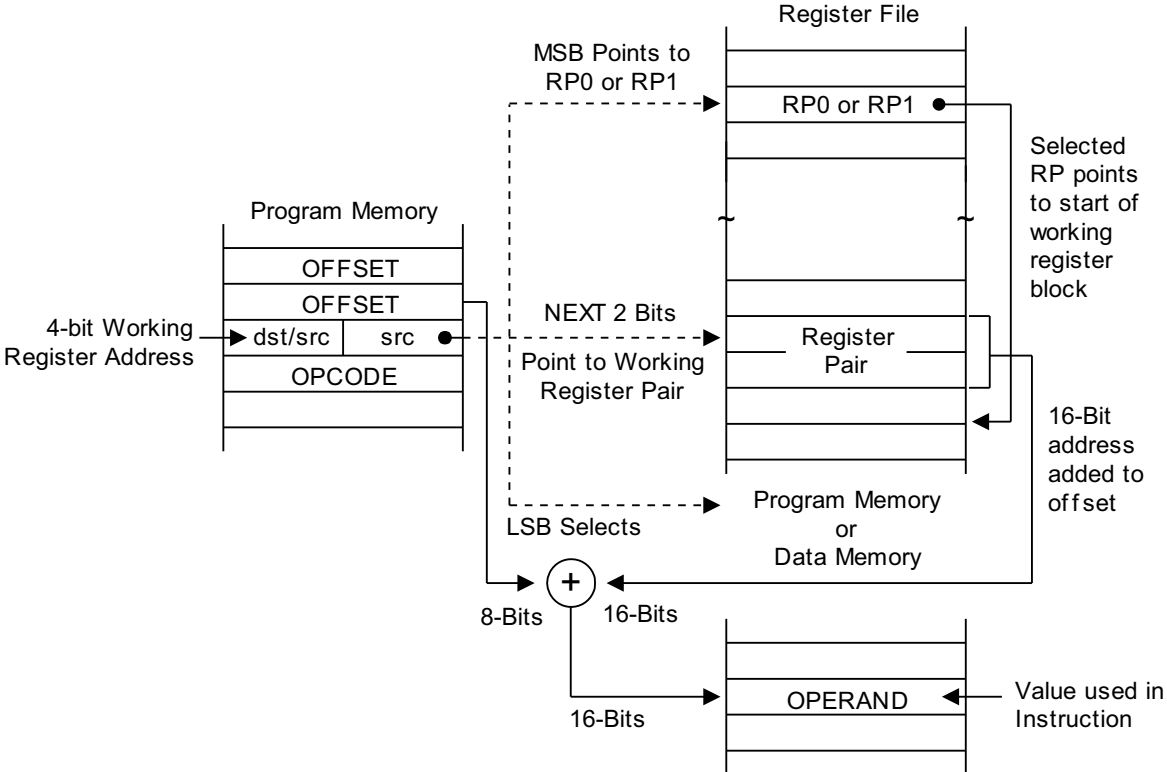 Register File
MSB Points to
RP0 or RP1
RP0 or RP1
Selected
RP points
to start of
working
register
block
Program Memory
OFFSET
OFFSET
4-bit Working
Register Address
dst/src
src
OPCODE
NEXT 2 Bits
Point to Working
Register Pair
Register
Pair
16-Bit
address
added to
offset
LSB Selects
Program Memory
or
Data Memory
+
8-Bits
16-Bits
16-Bits
OPERAND
Value used in
Instruction